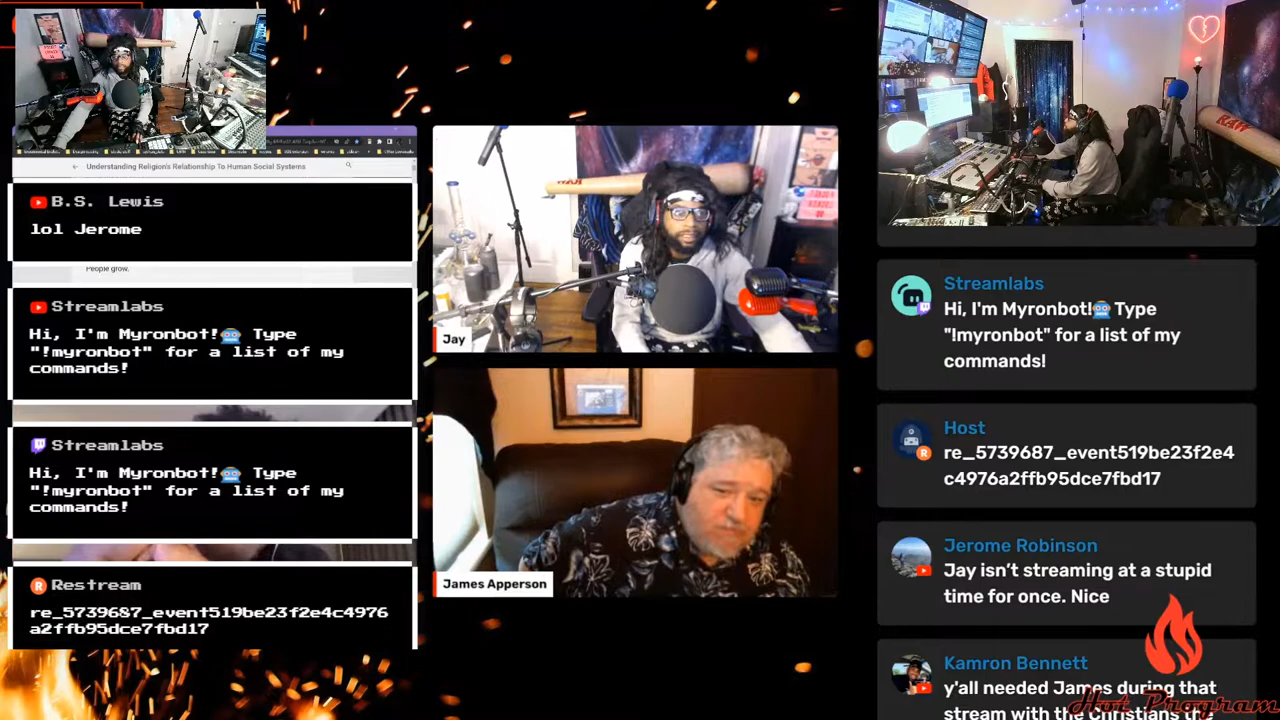 Understanding Religion's Relationship To Human Social Systems
B.S. Lewis
lol Jerome
People grow.
Streamlabs
Hi, I'm Myronbot!🤖 Type
"!myronbot" for a list of my
commands!
Streamlabs
Hi, I'm Myronbot!🤖 Type
"!myronbot" for a list of my
commands!
Restream
re_5739687_event519be23f2e4c4976
a2ffb95dce7fbd17
RAW
Jay
James Apperson
RAW
Streamlabs
Hi, I'm Myronbot!🤖 Type
"!myronbot" for a list of my
commands!
Host
re_5739687_event519be23f2e4
c4976a2ffb95dce7fbd17
Jerome Robinson
Jay isn't streaming at a stupid
time for once. Nice
Kamron Bennett
y'all needed James during that
stream with the Christians
Hot Program